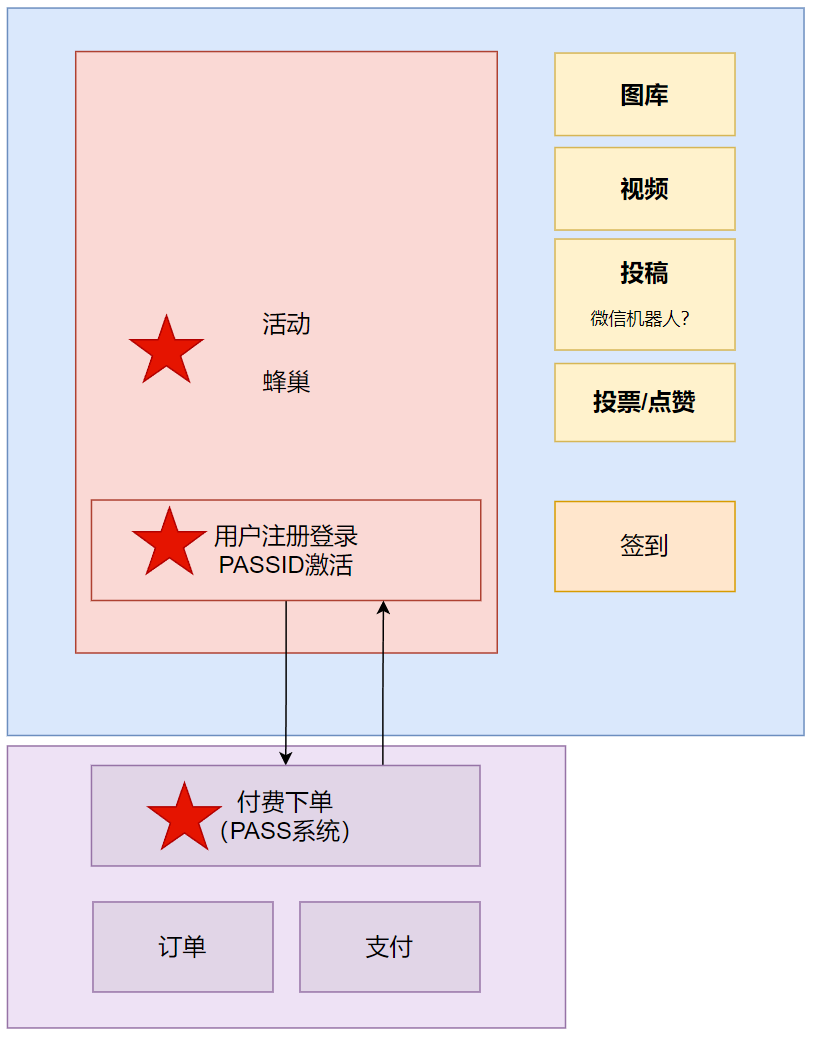 图库
视频
投稿
微信机器人?
投票/点赞
签到
活动
蜂巢
用户注册登录
PASSID激活
付费下单
（PASS系统）
订单
支付